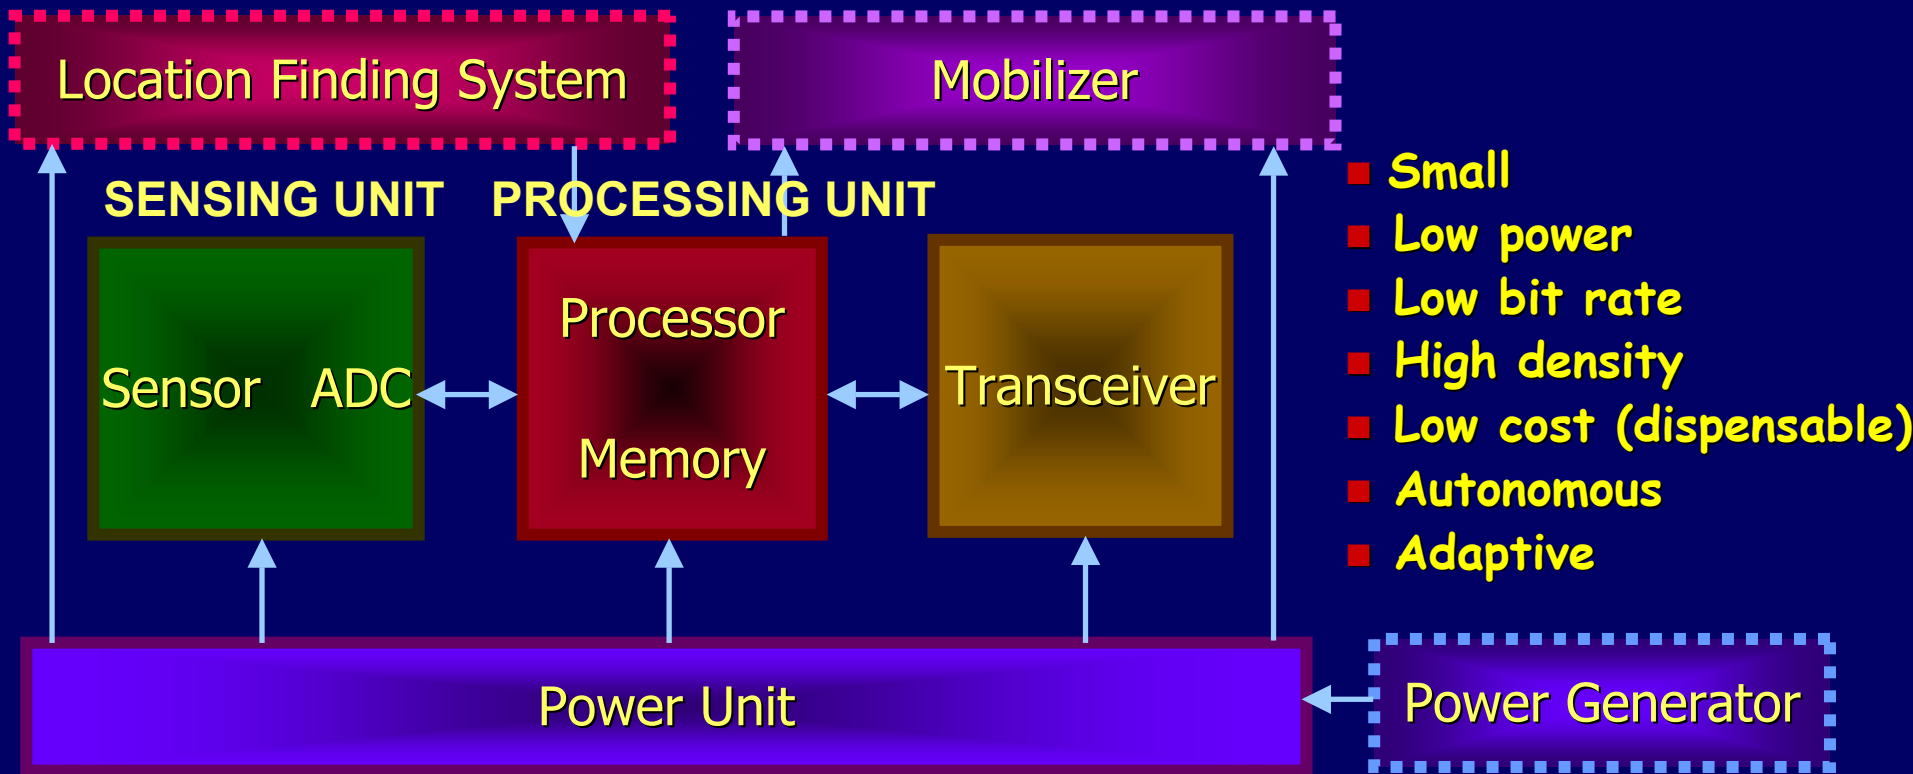 Location Finding System
Mobilizer
SENSING UNIT
PROCESSING UNIT
Sensor ADC
Processor
Memory
Transceiver
Small
Low power
Low bit rate
High density
Low cost (dispensable)
Autonomous
Adaptive
Power Unit
Power Generator